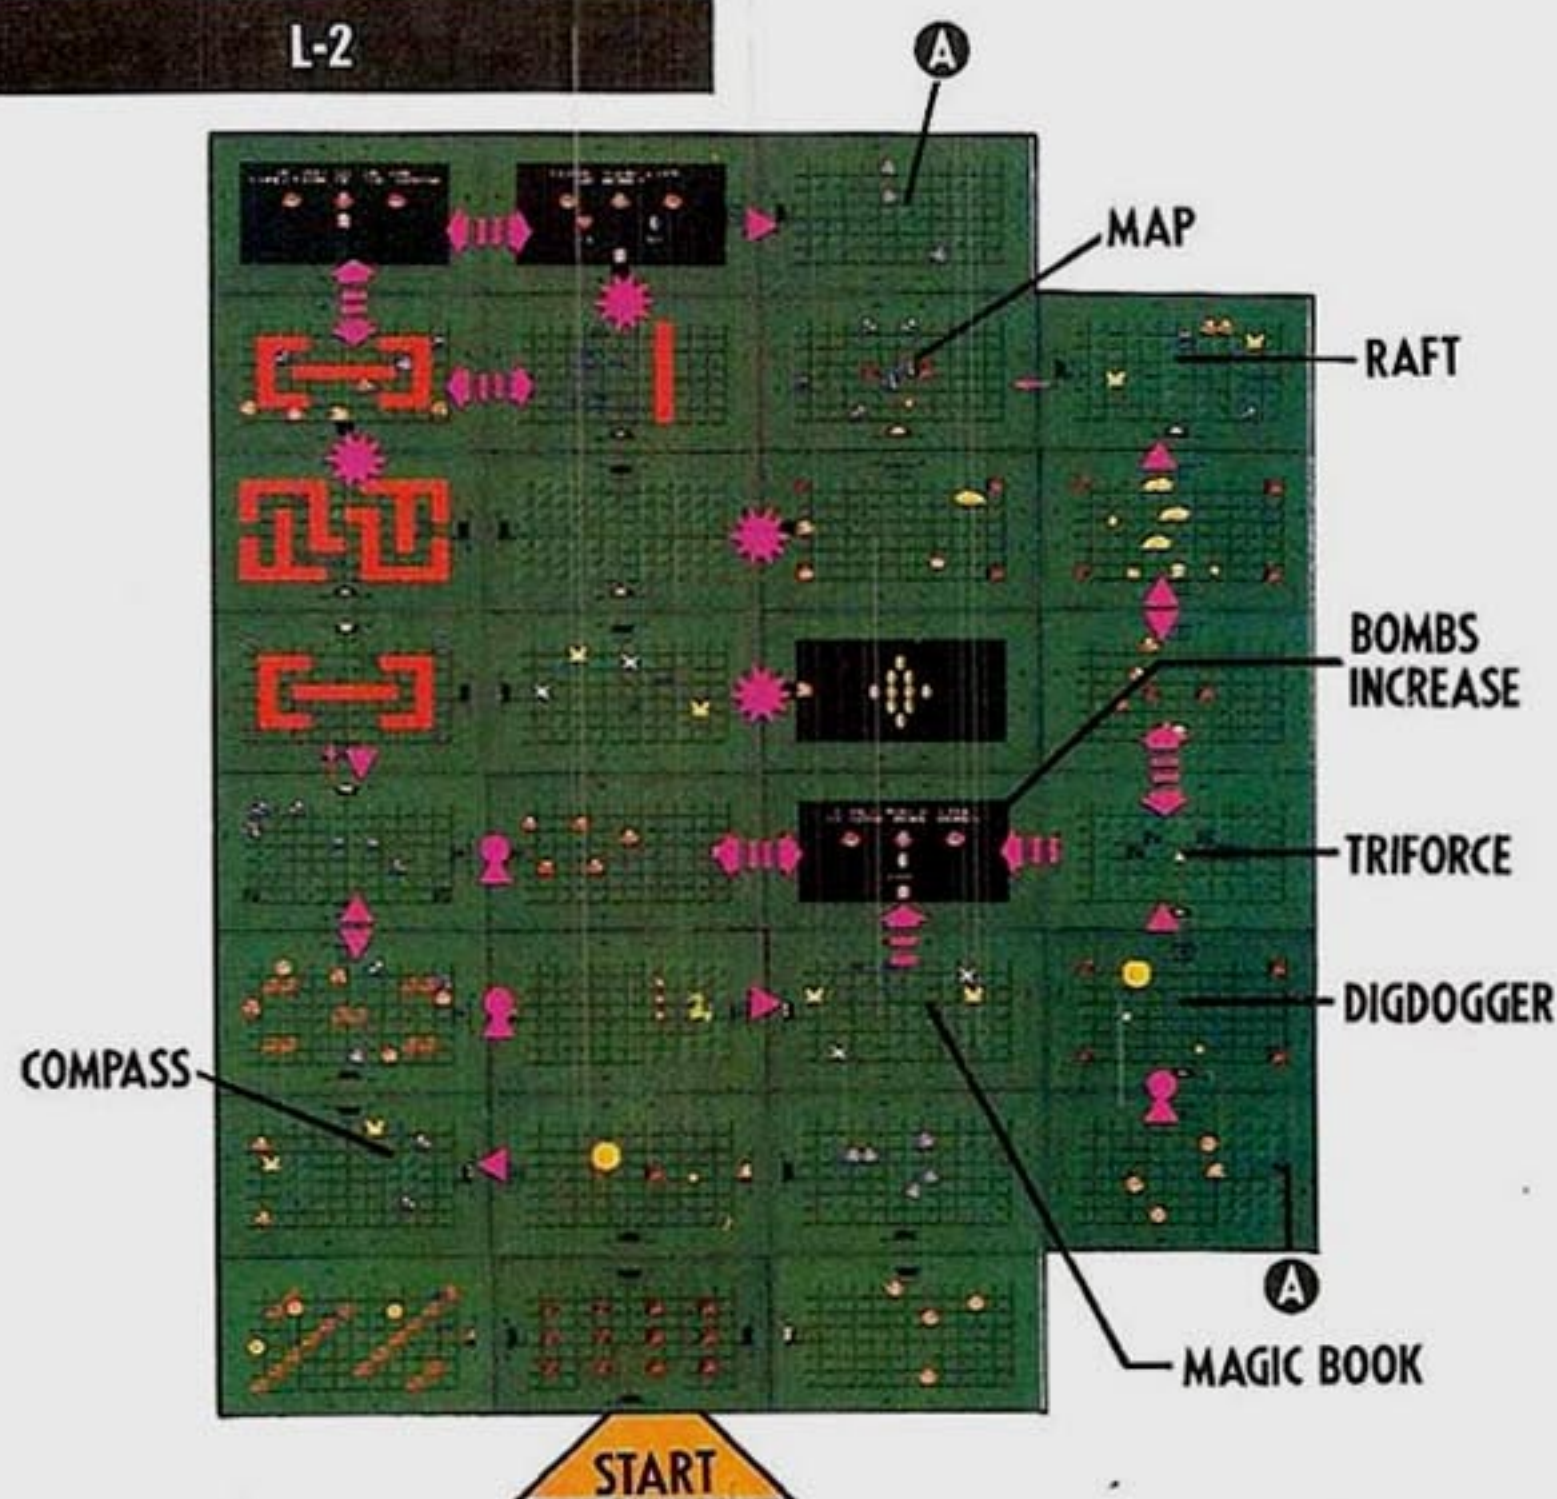 L-2
A
MAP
RAFT
BOMBS
INCREASE
TRIFORCE
DIGDOGGER
COMPASS
A
MAGIC BOOK
START